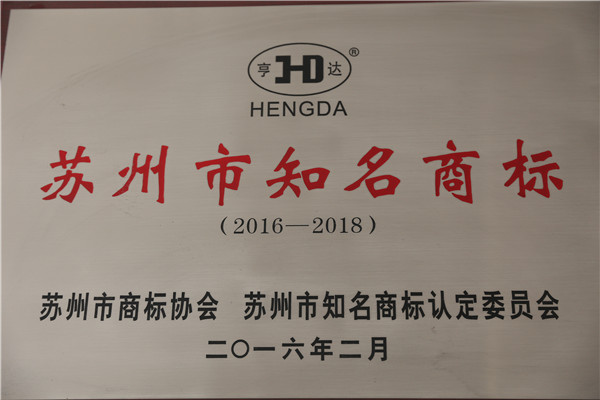 亨 HD 达 ®
HENGDA
苏州市知名商标
(2016—2018)
苏州市商标协会 苏州市知名商标认定委员会
二〇一六年二月